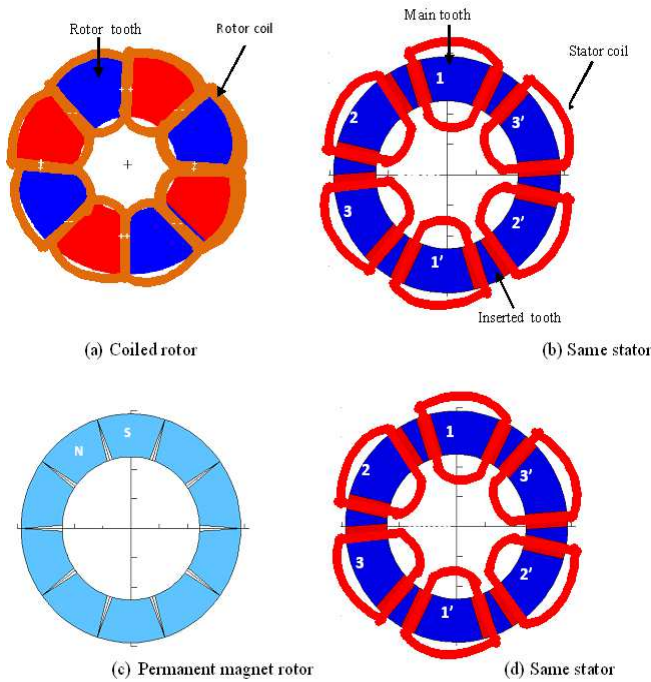 Rotor tooth
Rotor coil
Main tooth
Stator coil
1
2
3'
3
2'
1'
Inserted tooth
(a) Coiled rotor
(b) Same stator
N
S
1
2
3'
3
2'
1'
(c) Permanent magnet rotor
(d) Same stator